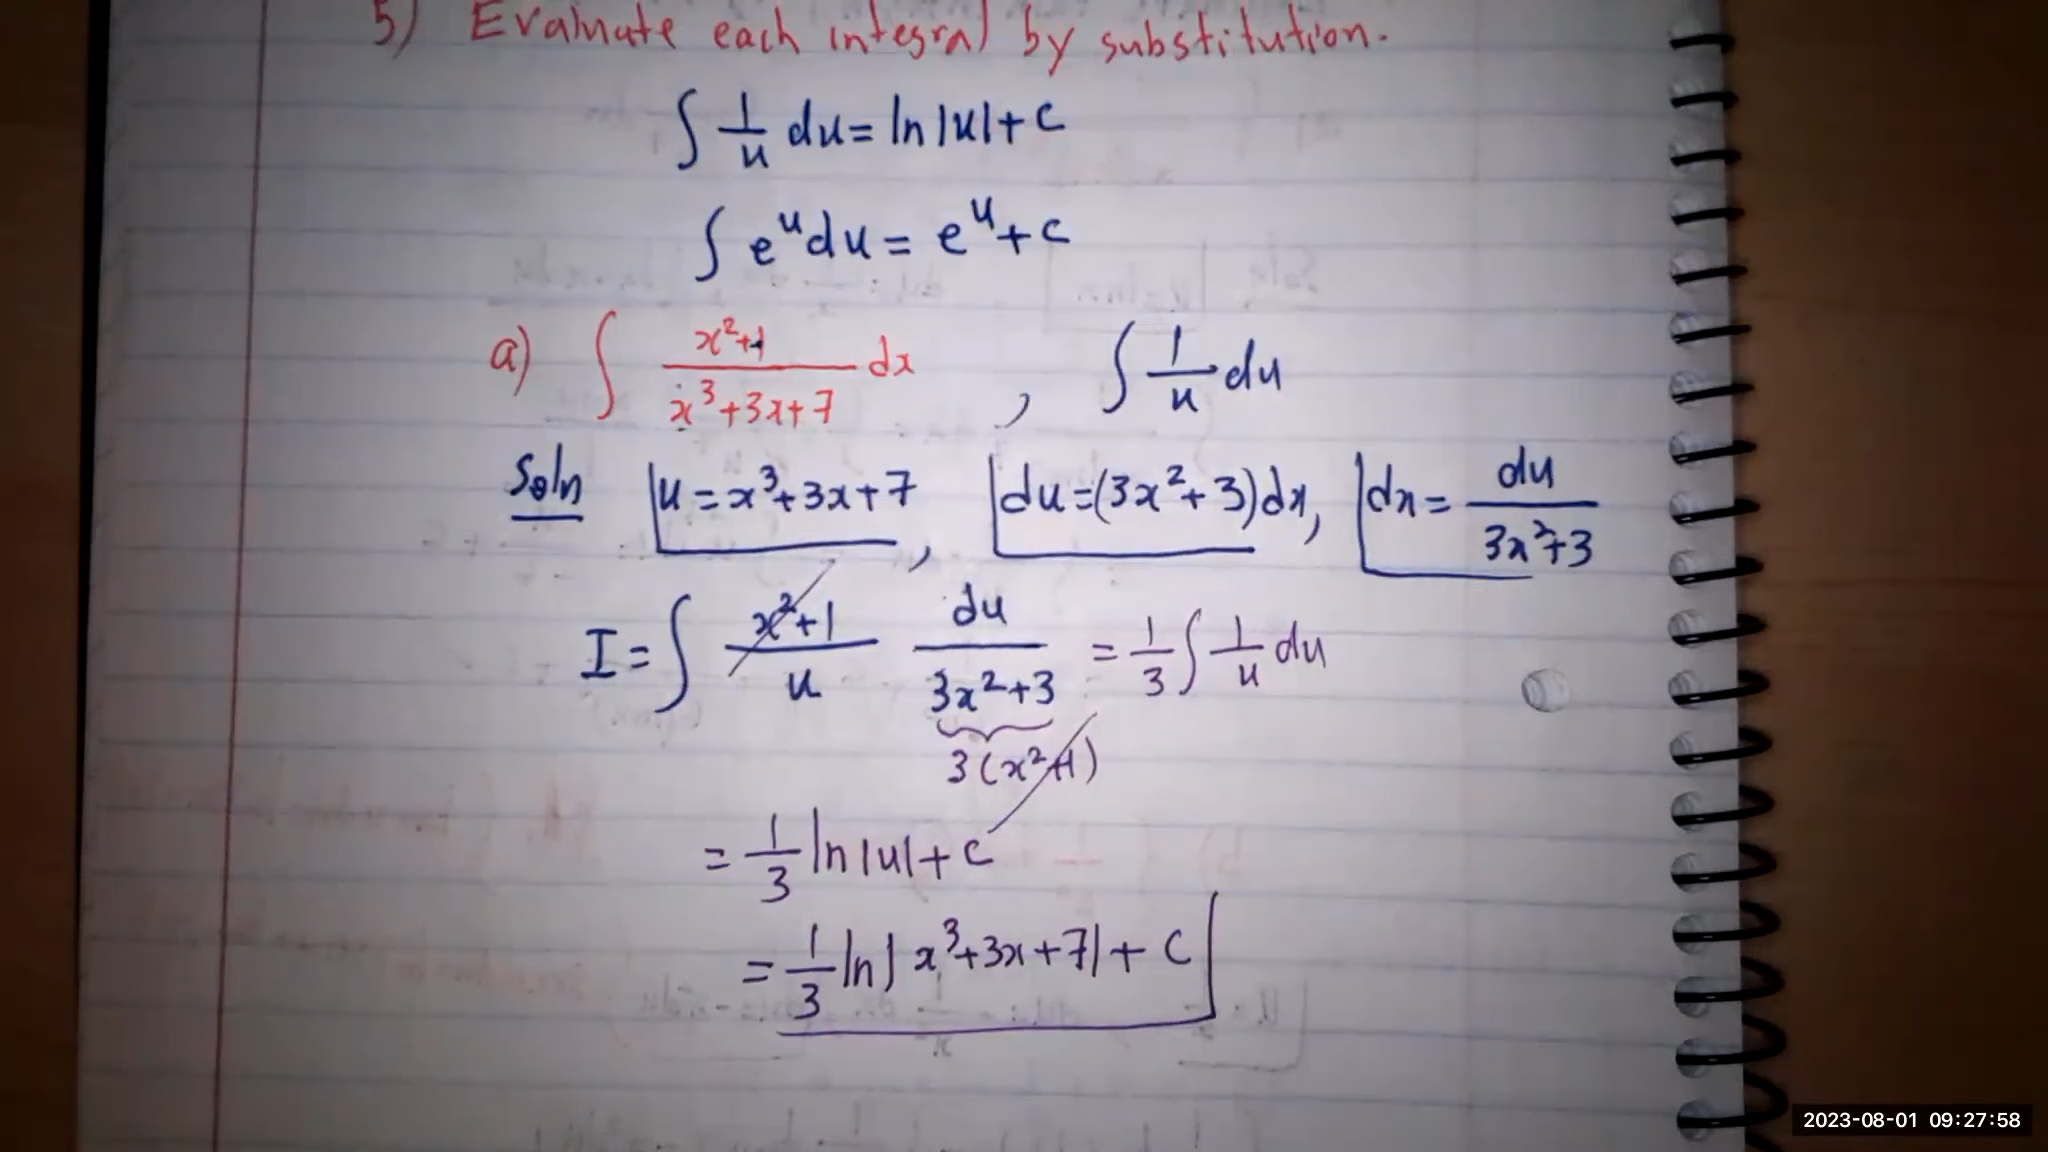 5) Evaluate each integral by substitution.
∫ 1/u du = ln |u| + c
∫ e^u du = e^u + c
a) ∫ (x²+1)/(x³+3x+7) dx , ∫ 1/u du
Soln u = x³+3x+7 , du = (3x²+3)dx, dx = du/(3x²+3)
I = ∫ (x²+1)/u du/(3x²+3) = 1/3 ∫ 1/u du
3(x²+1)
= 1/3 ln |u| + c
= 1/3 ln | x³+3x+7| + C
2023-08-01 09:27:58